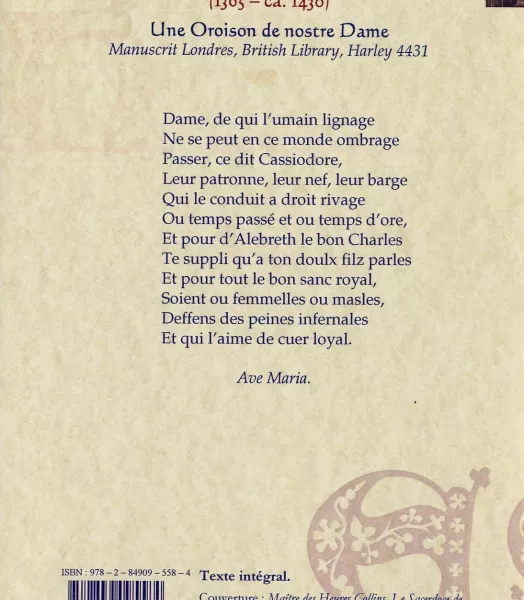 (1365 – ca. 1430)
Une Oroison de nostre Dame
Manuscrit Londres, British Library, Harley 4431
Dame, de qui l'umain lignage
Ne se peut en ce monde ombrage
Passer, ce dit Cassiodore,
Leur patronne, leur nef, leur barge
Qui le conduit a droit rivage
Ou temps passé et ou temps d'ore,
Et pour d'Alebreth le bon Charles
Te suppli qu'a ton doulx filz parles
Et pour tout le bon sanc royal,
Soient ou femmelles ou masles,
Deffens des peines infernales
Et qui l'aime de cuer loyal.
Ave Maria.
ISBN : 978 – 2 – 84909 – 558 – 4
Texte intégral.
Couverture : Maître des Heures Collins, Le Sacerdoce de